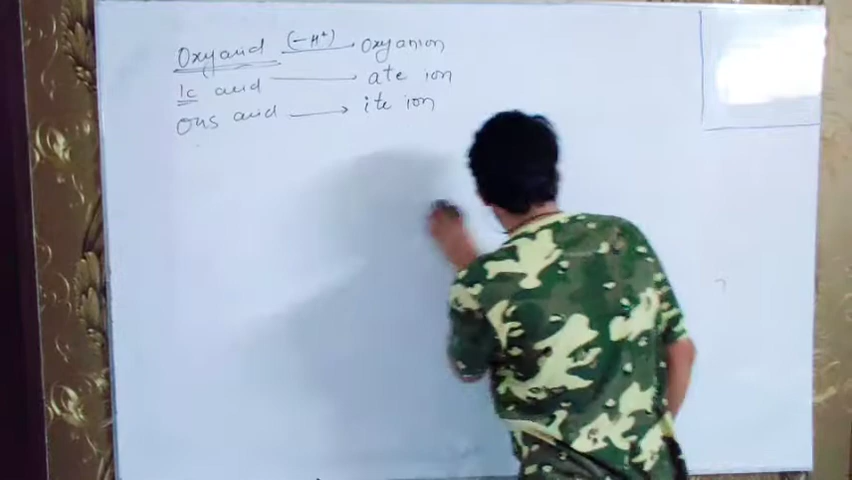 Oxyacid (-H⁺) Oxyanion
Ic acid → ate ion
Ous acid → ite ion